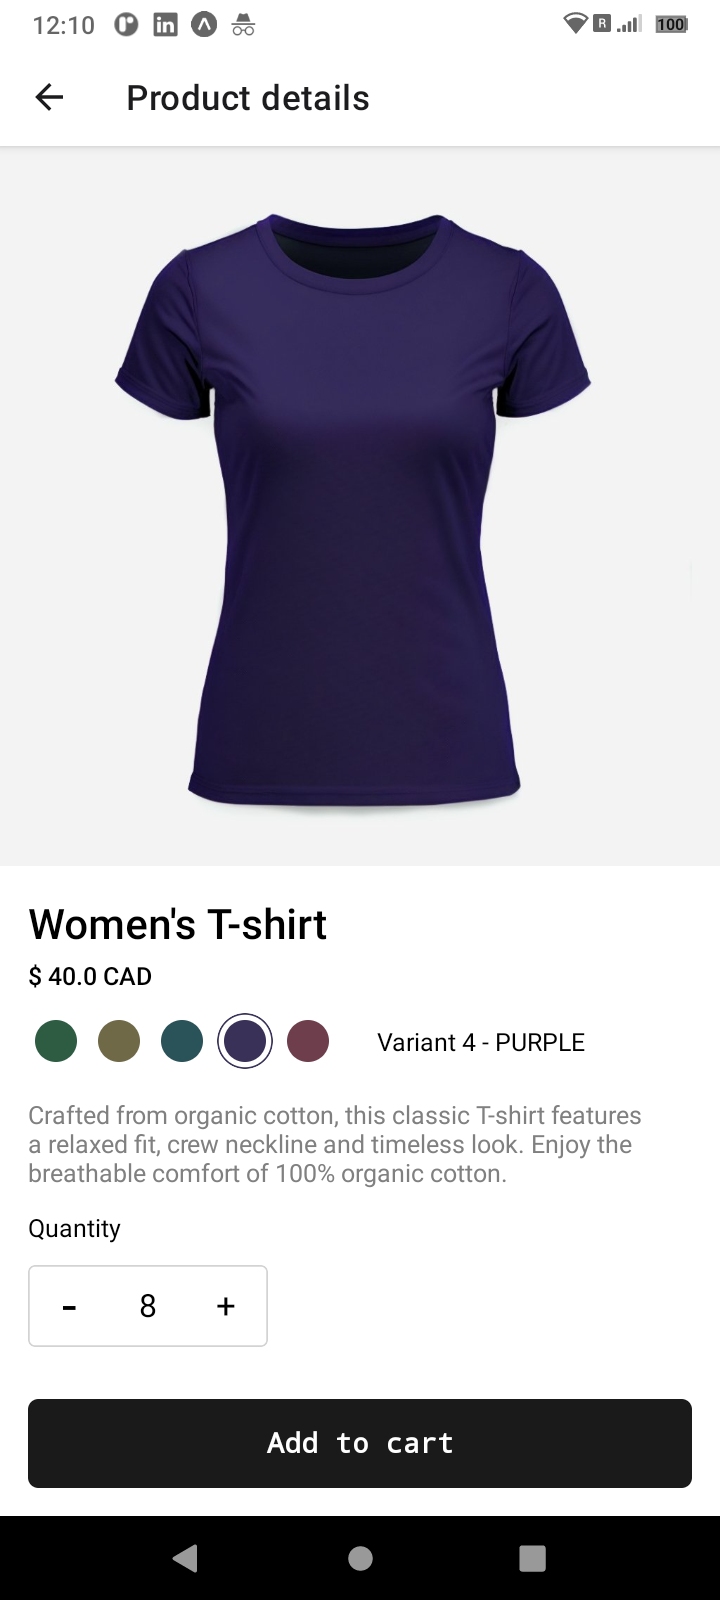 12:10
in
R
100
Product details
Women's T-shirt
$ 40.0 CAD
Variant 4 - PURPLE
Crafted from organic cotton, this classic T-shirt features
a relaxed fit, crew neckline and timeless look. Enjoy the
breathable comfort of 100% organic cotton.
Quantity
- 8 +
Add to cart